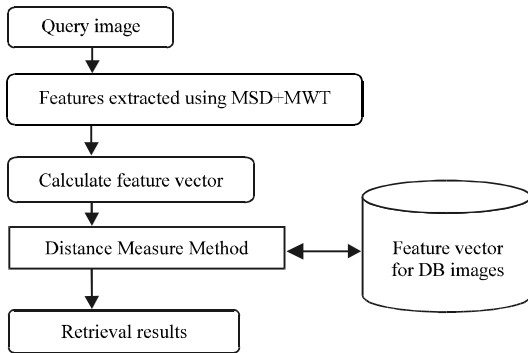 Query image
Features extracted using MSD+MWT
Calculate feature vector
Distance Measure Method
Feature vector
for DB images
Retrieval results